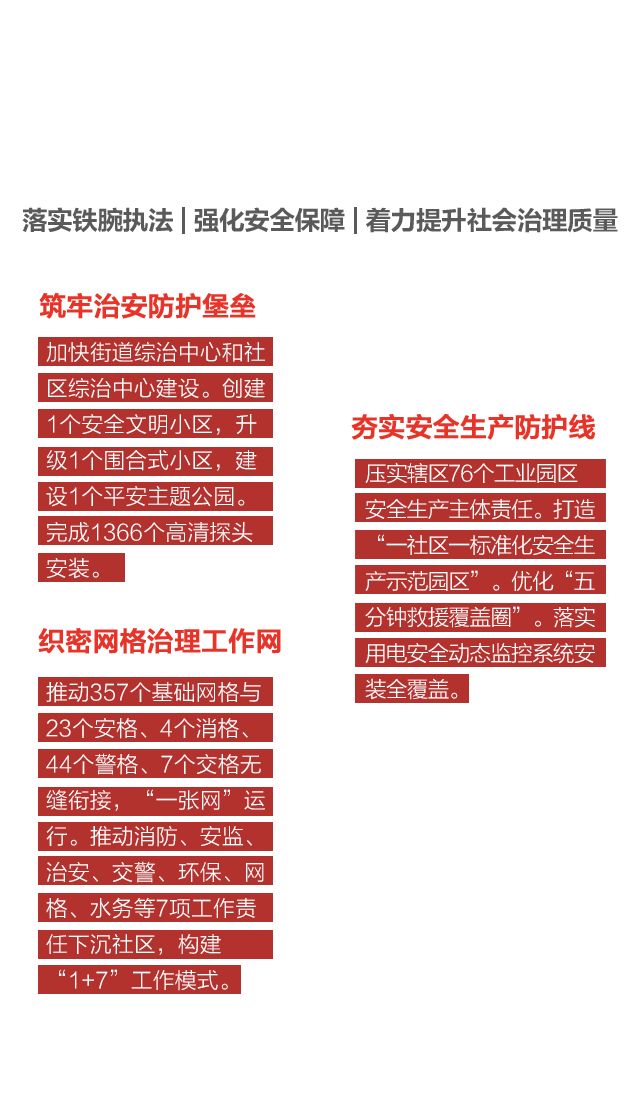 落实铁腕执法|强化安全保障|着力提升社会治理质量
筑牢治安防护堡垒
加快街道综治中心和社
区综治中心建设。创建
1个安全文明小区，升
级1个围合式小区，建
设1个平安主题公园。
完成1366个高清探头
安装。
织密网格治理工作网
推动357个基础网格与
23个安格、4个消格、
44个警格、7个交格无
缝衔接，“一张网”运
行。推动消防、安监、
治安、交警、环保、网
格、水务等7项工作责
任下沉社区，构建
“1+7”工作模式。
夯实安全生产防护线
压实辖区76个工业园区
安全生产主体责任。打造
“一社区一标准化安全生
产示范园区”。优化“五
分钟救援覆盖圈”。落实
用电安全动态监控系统安
装全覆盖。